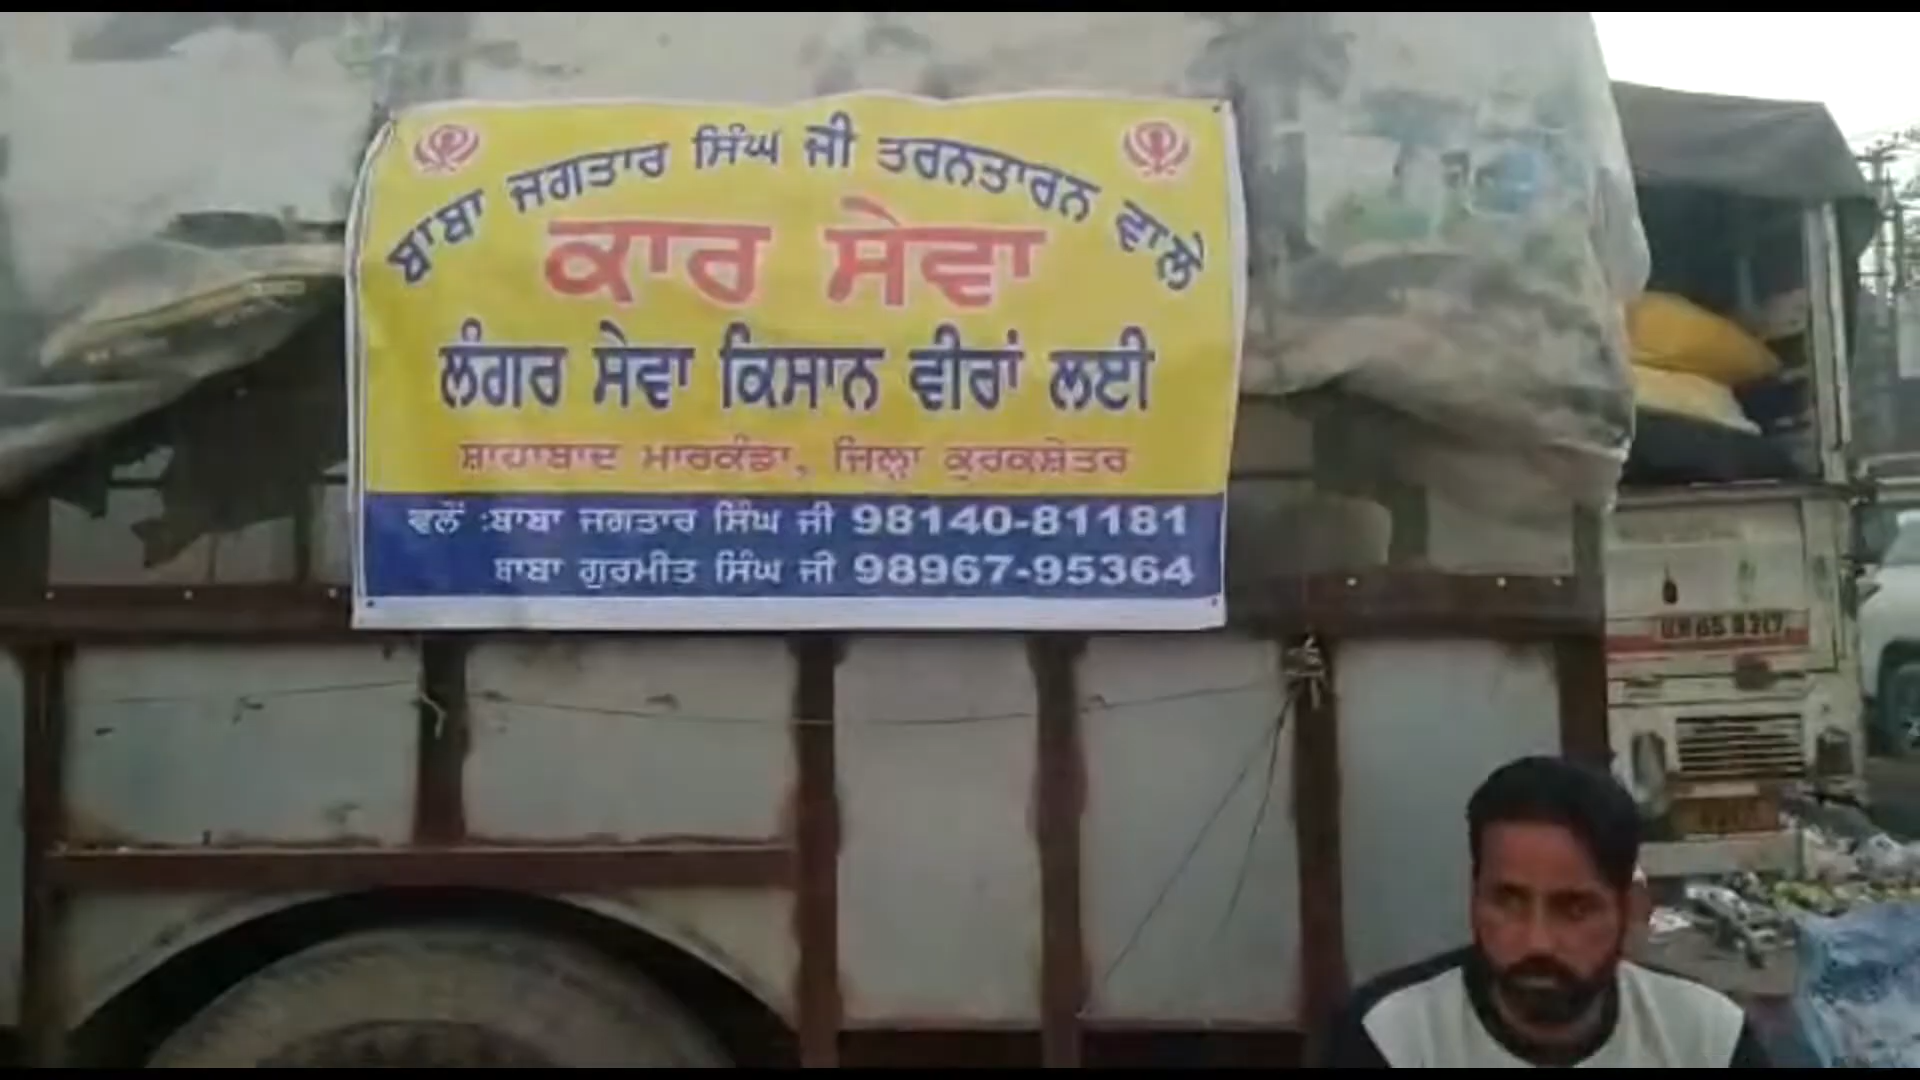 ਬਾਬਾ ਜਗਤਾਰ ਸਿੰਘ ਜੀ ਤਰਨਤਾਰਨ ਵਾਲੇ
ਕਾਰ ਸੇਵਾ
ਲੰਗਰ ਸੇਵਾ ਕਿਸਾਨ ਵੀਰਾਂ ਲਈ
ਸ਼ਾਹਾਬਾਦ ਮਾਰਕੰਡਾ, ਜਿਲ੍ਹਾ ਕੁਰਕਸ਼ੇਤਰ
ਵਲੋਂ :ਬਾਬਾ ਜਗਤਾਰ ਸਿੰਘ ਜੀ 98140-81181
ਬਾਬਾ ਗੁਰਮੀਤ ਸਿੰਘ ਜੀ 98967-95364